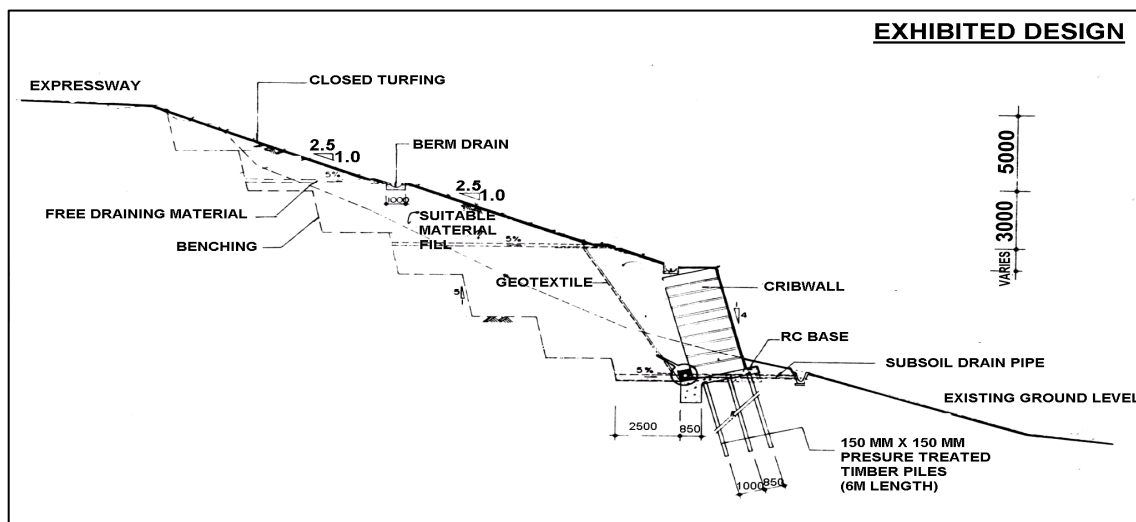 EXHIBITED DESIGN
EXPRESSWAY
CLOSED TURFING
2.5
1.0
BERM DRAIN
5000
5%
2.5
1.0
1000
FREE DRAINING MATERIAL
SUITABLE
MATERIAL
FILL
3000
BENCHING
5%
GEOTEXTILE
VARIES
CRIBWALL
5
4
RC BASE
SUBSOIL DRAIN PIPE
5%
EXISTING GROUND LEVEL
2500
850
150 MM X 150 MM
PRESURE TREATED
TIMBER PILES
(6M LENGTH)
1000
850